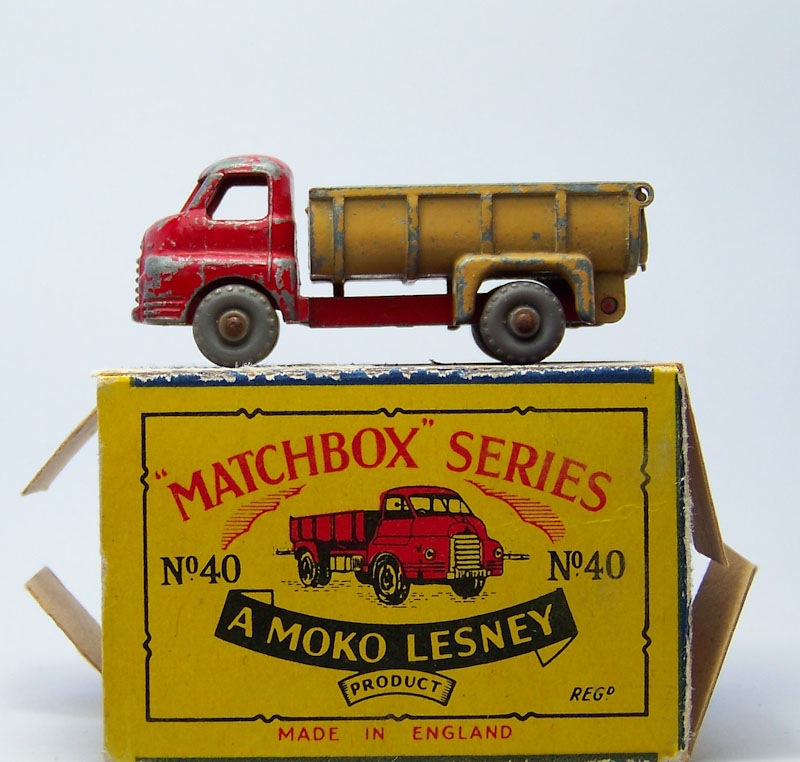 "MATCHBOX" SERIES
Nº40 Nº40
A MOKO LESNEY
PRODUCT
REGD
MADE IN ENGLAND